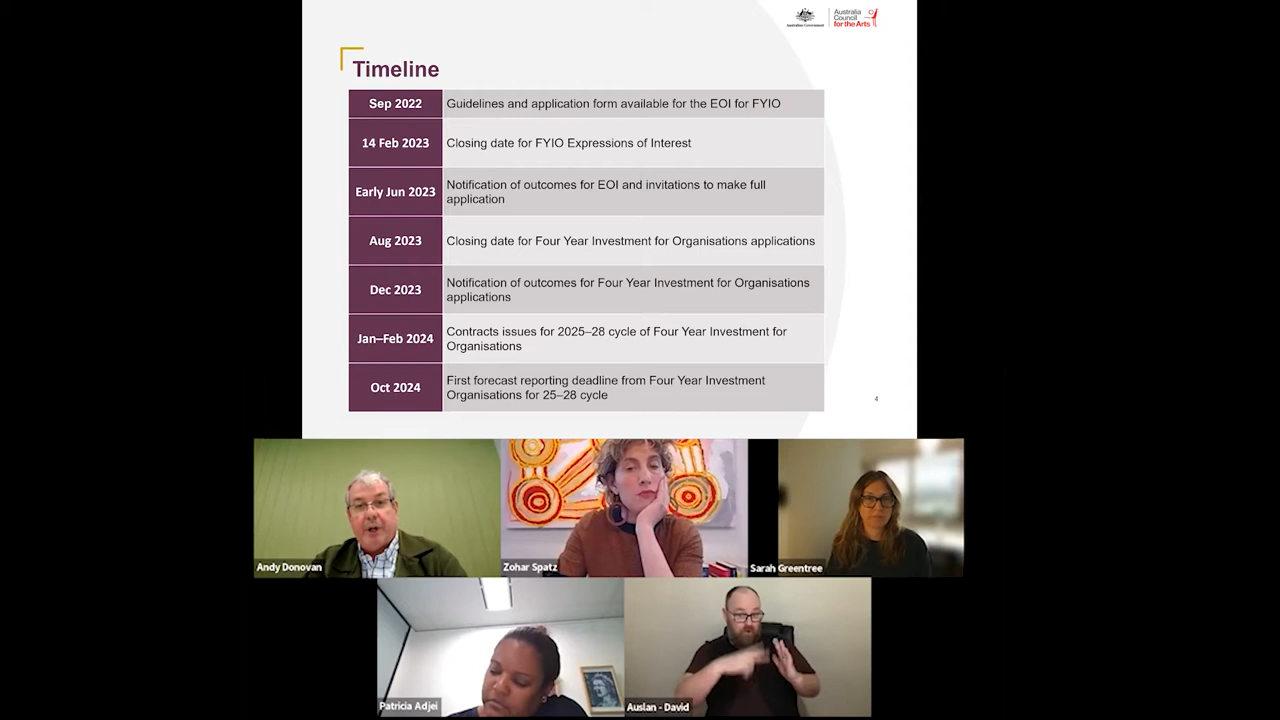 Australian Government
Australia
Council
for the Arts
Timeline
Sep 2022
Guidelines and application form available for the EOI for FYIO
14 Feb 2023
Closing date for FYIO Expressions of Interest
Early Jun 2023
Notification of outcomes for EOI and invitations to make full
application
Aug 2023
Closing date for Four Year Investment for Organisations applications
Dec 2023
Notification of outcomes for Four Year Investment for Organisations
applications
Jan–Feb 2024
Contracts issues for 2025–28 cycle of Four Year Investment for
Organisations
Oct 2024
First forecast reporting deadline from Four Year Investment
Organisations for 25–28 cycle
4
Andy Donovan
Zohar Spatz
Sarah Greentree
Patricia Adjei
Auslan - David